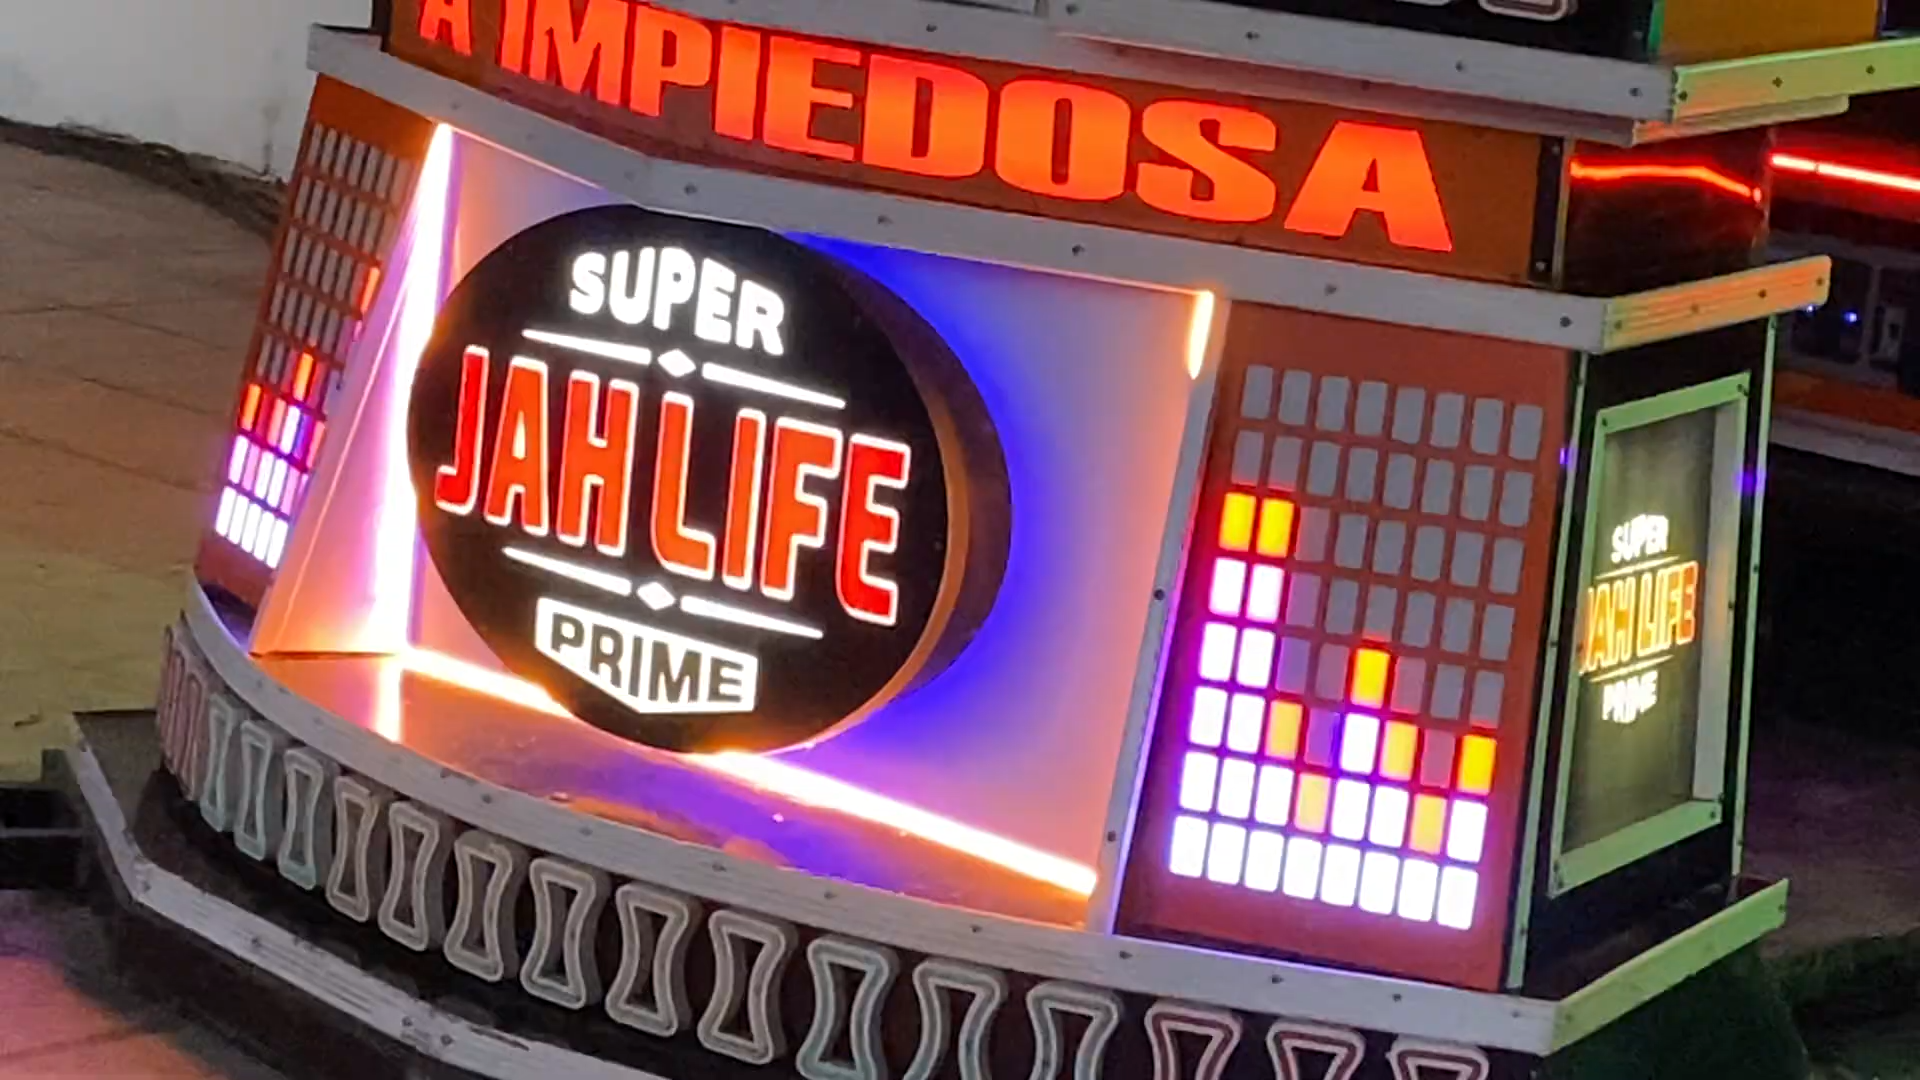 A IMPIEDOSA
SUPER
JAH LIFE
PRIME
SUPER
JAH LIFE
PRIME